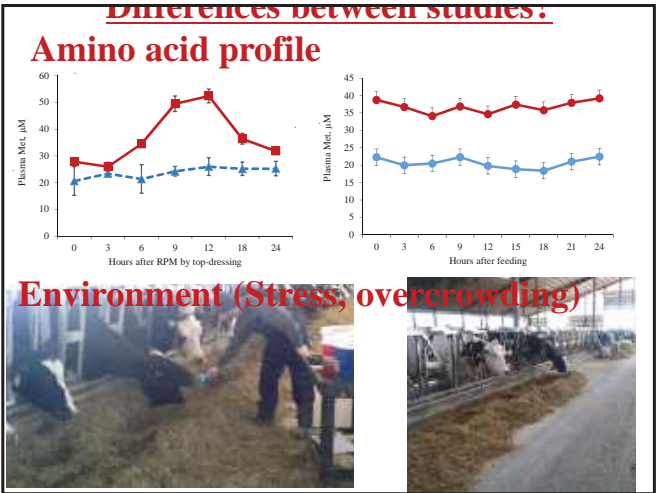 Differences between studies?
Amino acid profile
60
50
40
30
20
10
0
Plasma Met, µM
0 3 6 9 12 18 24
Hours after RPM by top-dressing
45
40
35
30
25
20
15
10
5
0
Plasma Met, µM
0 3 6 9 12 15 18 21 24
Hours after feeding
Environment (Stress, overcrowding)